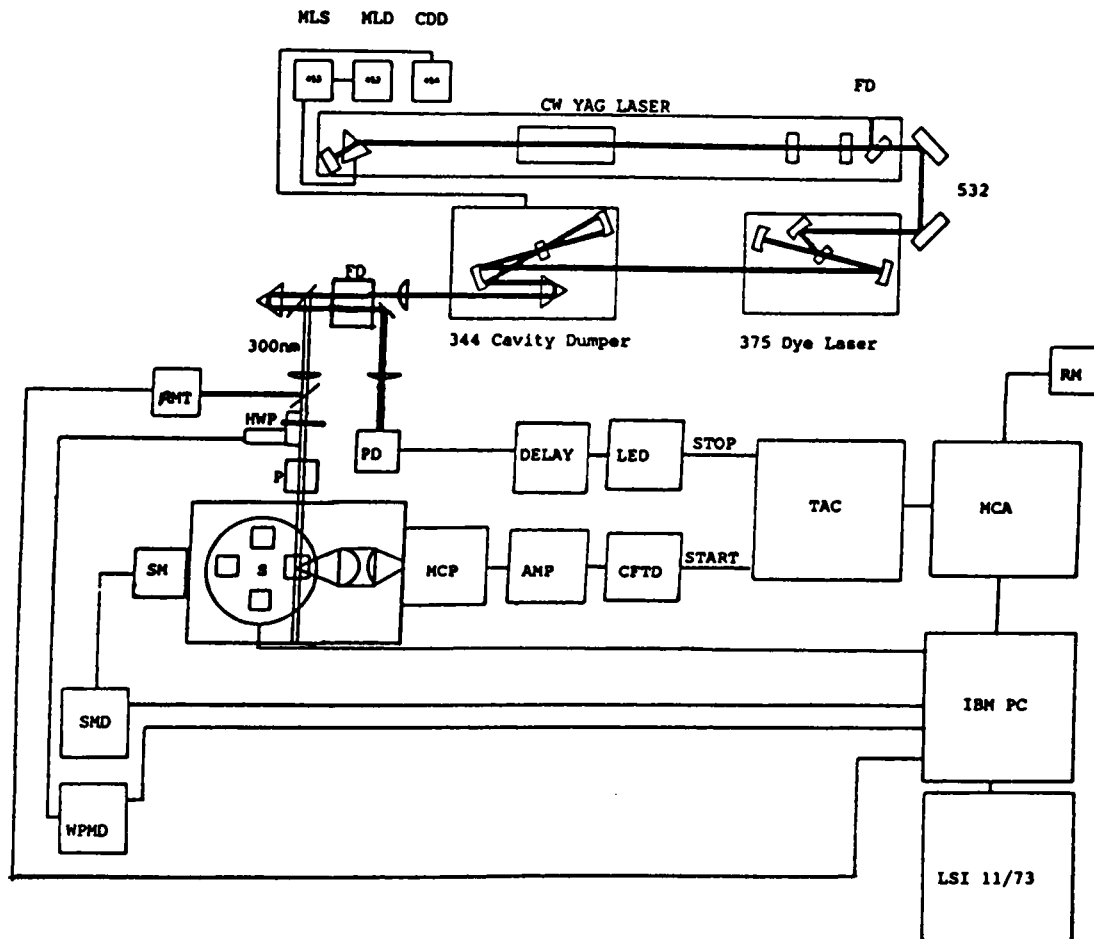 MLS MLD CDD
FD
CW YAG LASER
532
FD
344 Cavity Dumper
375 Dye Laser
300nm
RM
HWP
PD
DELAY
LED
STOP
TAC
MCA
P
SM
S
MCP
AMP
CFTD
START
SMD
IBM PC
WPMD
LSI 11/73